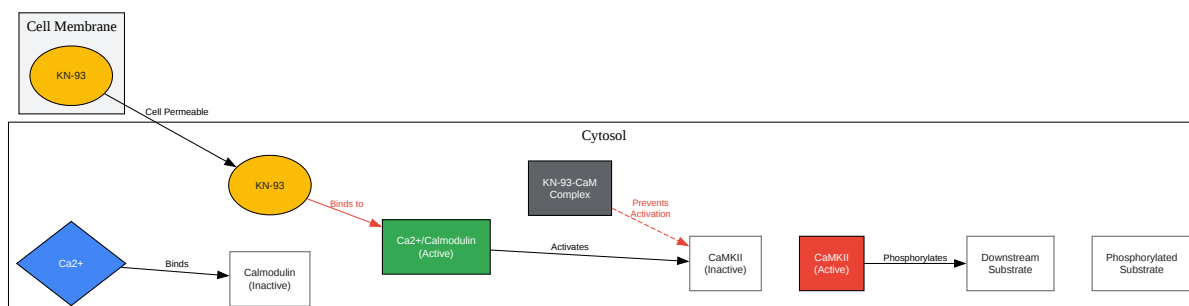 Cell Membrane
KN-93
Cell Permeable
Cytosol
KN-93
Binds to
KN-93-CaM
Complex
Prevents
Activation
Ca2+
Binds
Calmodulin
(Inactive)
Ca2+/Calmodulin
(Active)
Activates
CaMKII
(Inactive)
CaMKII
(Active)
Phosphorylates
Downstream
Substrate
Phosphorylated
Substrate